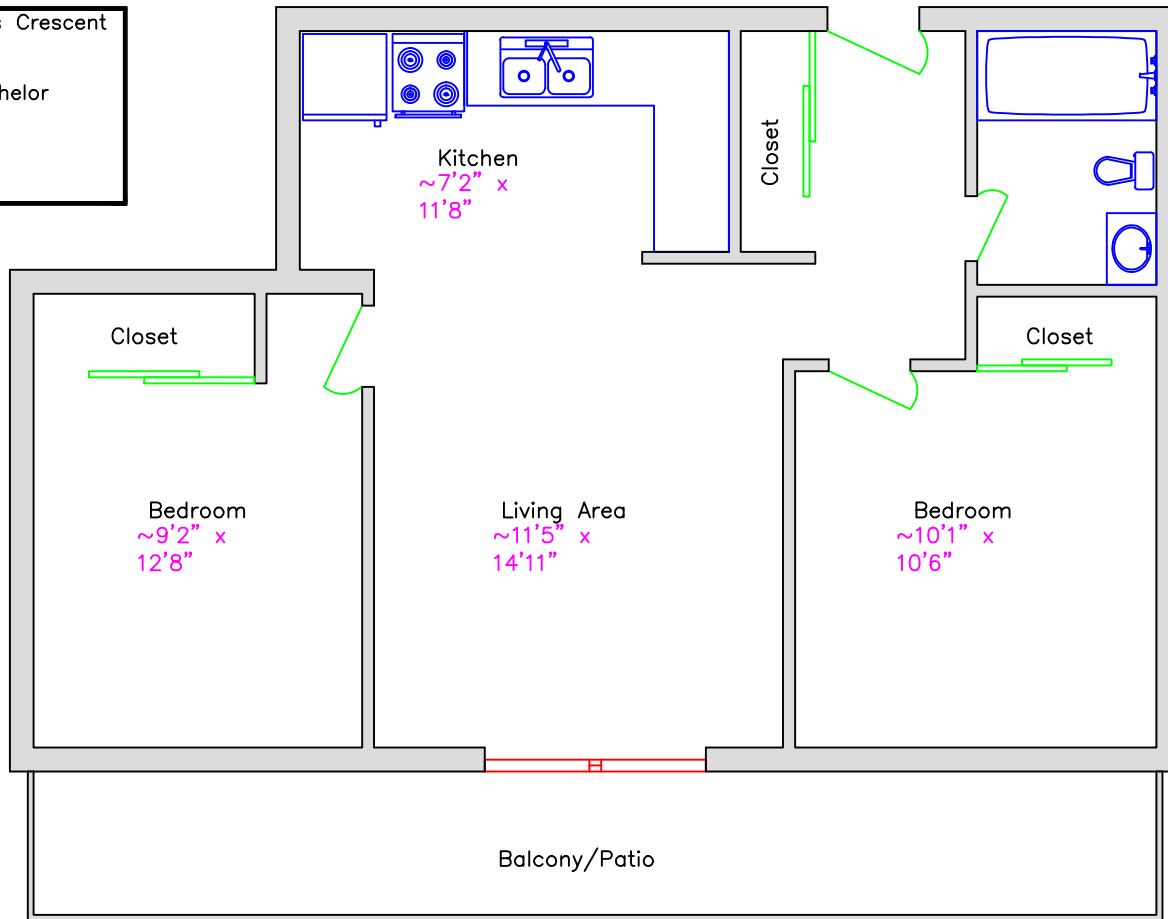 Crescent
Kitchen
~7'2" x
11'8"
Closet
Closet
Closet
Bedroom
~9'2" x
12'8"
Living Area
~11'5" x
14'11"
Bedroom
~10'1" x
10'6"
Balcony/Patio